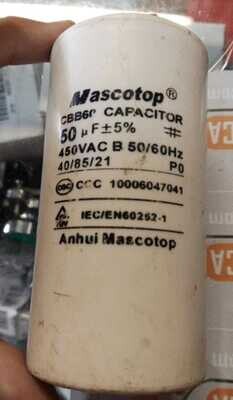 Mascotop®
CBB60 CAPACITOR
50 μF±5%
450VAC B 50/60Hz
40/85/21 P0
CQC 10006047041
IEC/EN60252-1
Anhui Mascotop